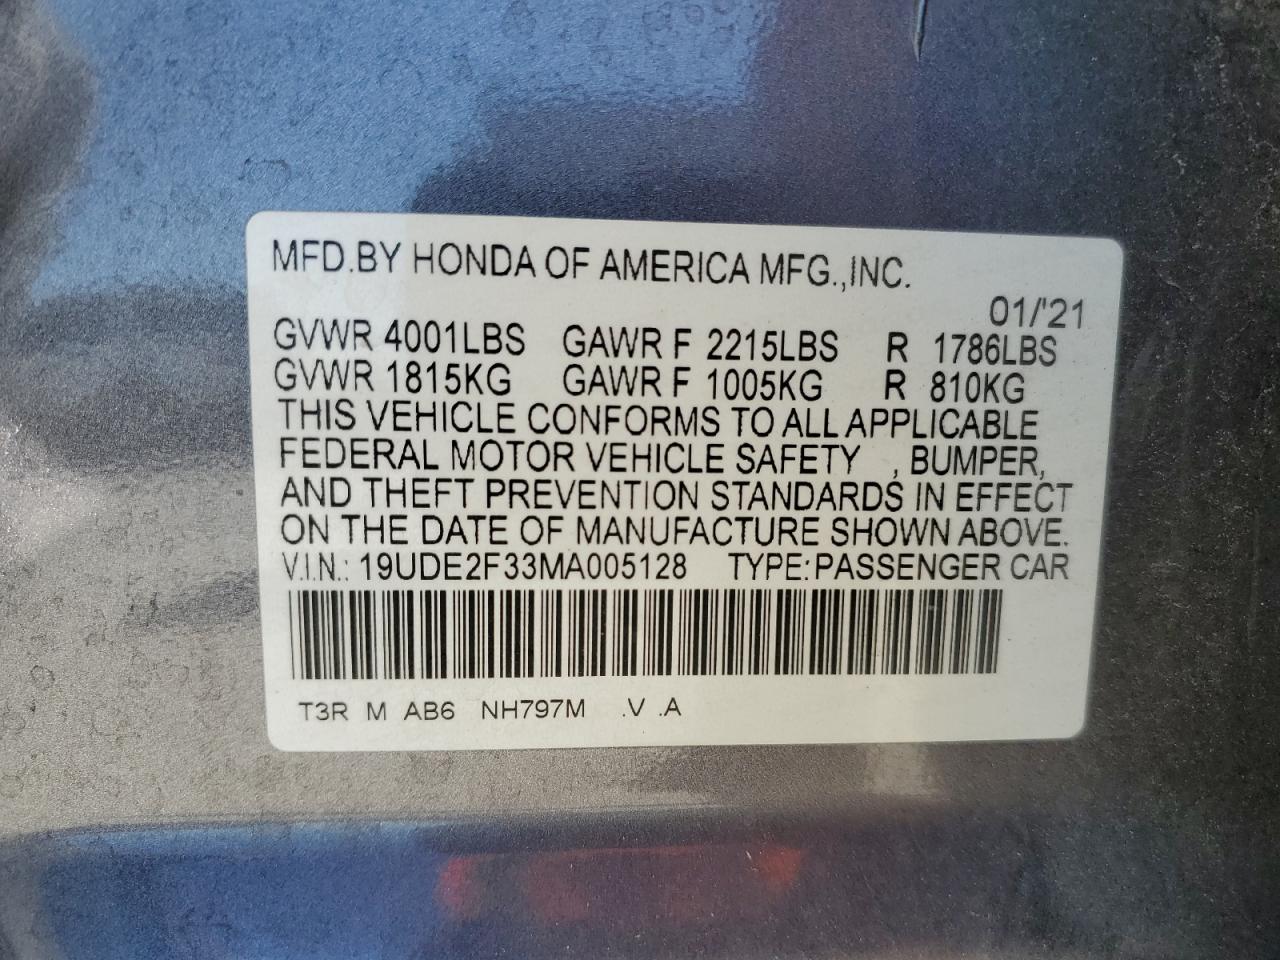 MFD.BY HONDA OF AMERICA MFG.,INC.
01/'21
GVWR 4001LBS GAWR F 2215LBS R 1786LBS
GVWR 1815KG GAWR F 1005KG R 810KG
THIS VEHICLE CONFORMS TO ALL APPLICABLE
FEDERAL MOTOR VEHICLE SAFETY , BUMPER,
AND THEFT PREVENTION STANDARDS IN EFFECT
ON THE DATE OF MANUFACTURE SHOWN ABOVE.
V.I.N.: 19UDE2F33MA005128 TYPE:PASSENGER CAR
T3R M AB6 NH797M .V .A